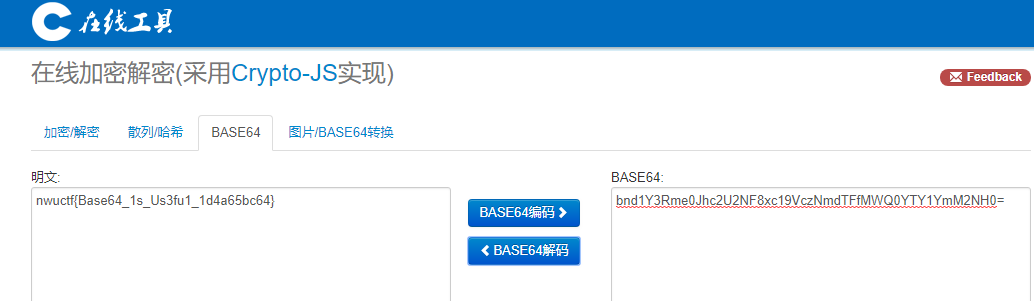 C 在线工具
在线加密解密(采用Crypto-JS实现)
Feedback
加密/解密 散列/哈希 BASE64 图片/BASE64转换
明文:
nwuctf{Base64_1s_Us3fu1_1d4a65bc64}
BASE64编码
BASE64解码
BASE64:
bnd1Y3Rme0Jhc2U2NF8xc19VczNmdTFfMWQ0YTY1YmM2NH0=